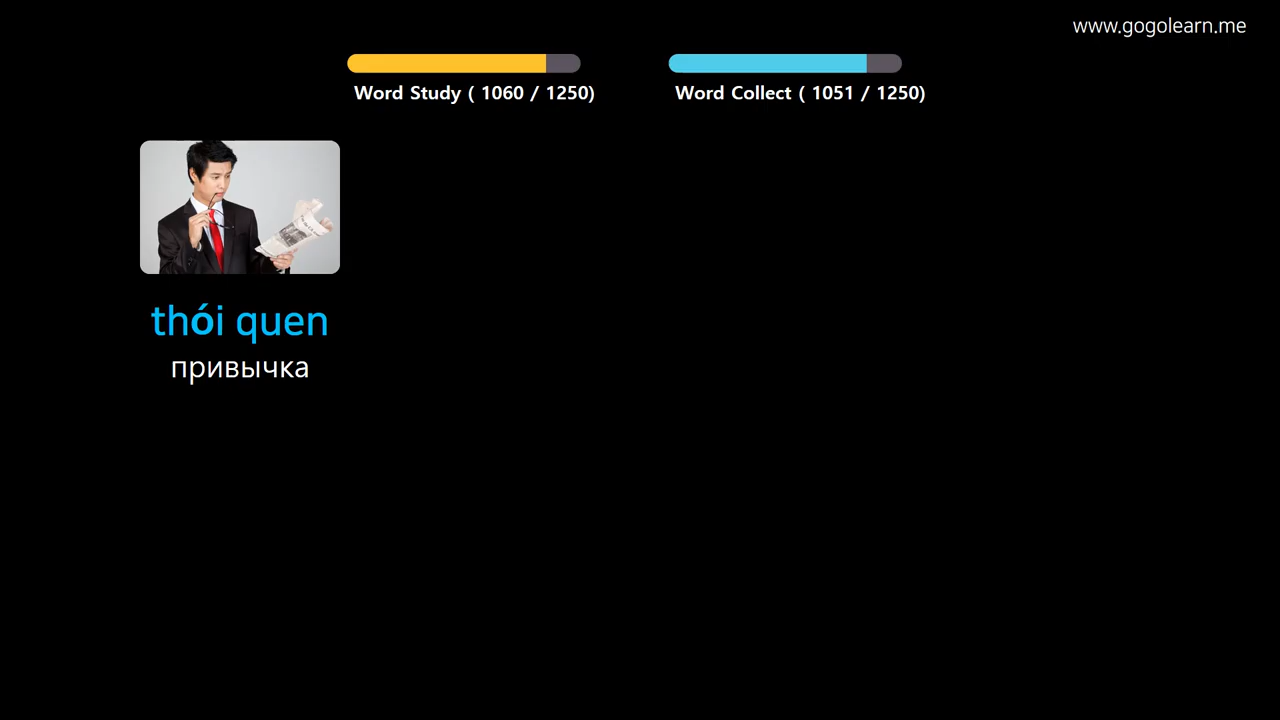 www.gogolearn.me
Word Study ( 1060 / 1250)
Word Collect ( 1051 / 1250)
thói quen
привычка